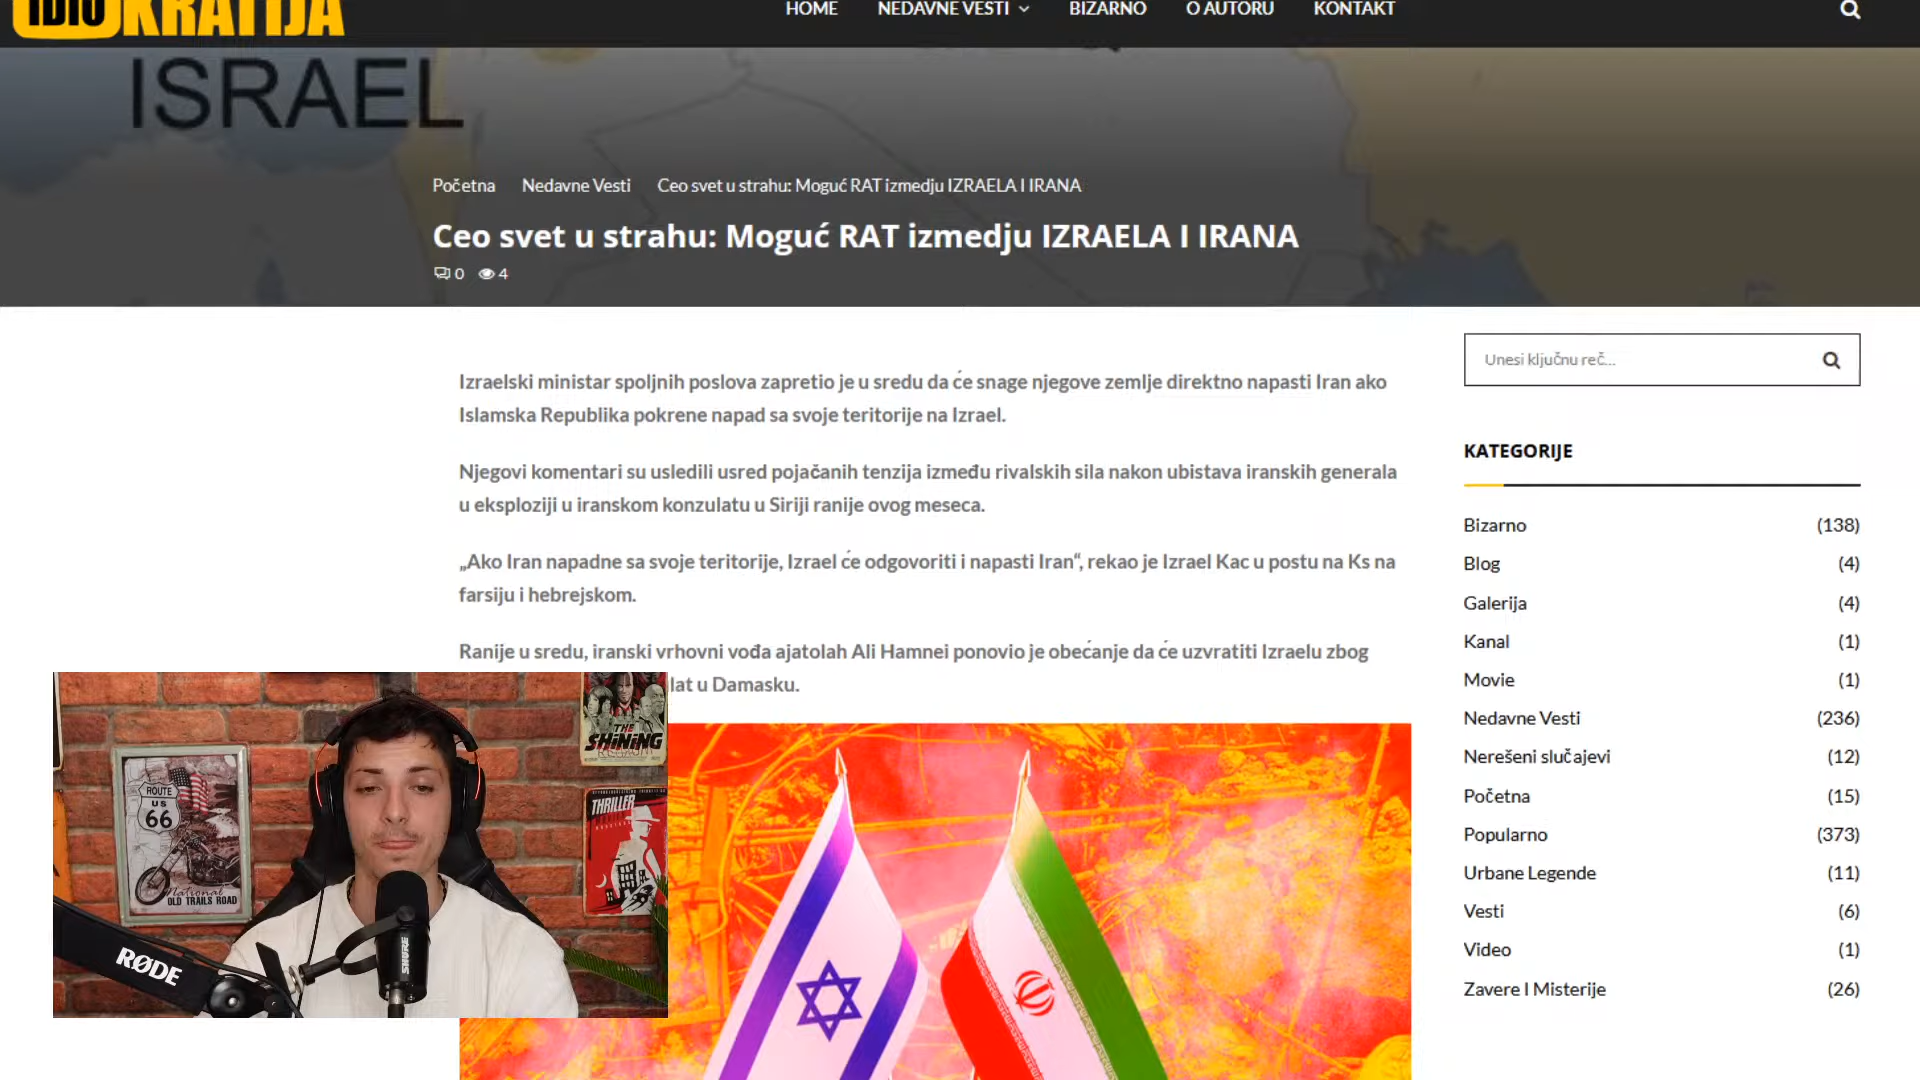 IDIO
KRATIJA
HOME
NEDAVNE VESTI
BIZARNO
O AUTORU
KONTAKT
ISRAEL
Početna
Nedavne Vesti
Ceo svet u strahu: Moguć RAT izmedju IZRAELA I IRANA
Ceo svet u strahu: Moguć RAT izmedju IZRAELA I IRANA
0
4
Izraelski ministar spoljnih poslova zapretio je u sredu da će snage njegove zemlje direktno napasti Iran ako
Islamska Republika pokrene napad sa svoje teritorije na Izrael.
Njegovi komentari su usledili usred pojačanih tenzija između rivalskih sila nakon ubistava iranskih generala
u eksploziji u iranskom konzulatu u Siriji ranije ovog meseca.
„Ako Iran napadne sa svoje teritorije, Izrael će odgovoriti i napasti Iran“, rekao je Izrael Kac u postu na Ks na
farsiju i hebrejskom.
Ranije u sredu, iranski vrhovni vođa ajatolah Ali Hamnei ponovio je obećanje da će uzvratiti Izraelu zbog
lat u Damasku.
Unesi ključnu reč...
KATEGORIJE
Bizarno (138)
Blog (4)
Galerija (4)
Kanal (1)
Movie (1)
Nedavne Vesti (236)
Nerešeni slučajevi (12)
Početna (15)
Popularno (373)
Urbane Legende (11)
Vesti (6)
Video (1)
Zavere I Misterije (26)
ROUTE
US
66
National
OLD TRAILS ROAD
THE
SHiNiNG
THRILLER
RØDE
SHURE